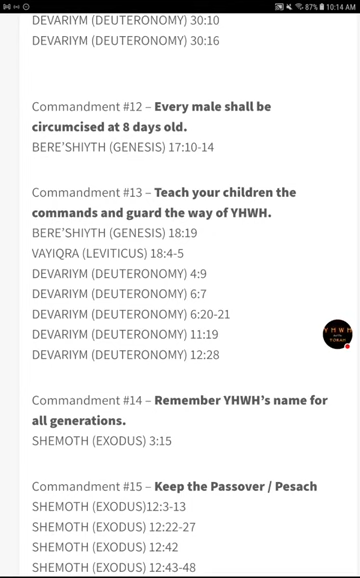 87% 10:14 AM
DEVARIYM (DEUTERONOMY) 30:10
DEVARIYM (DEUTERONOMY) 30:16
Commandment #12 – Every male shall be
circumcised at 8 days old.
BERE'SHIYTH (GENESIS) 17:10-14
Commandment #13 – Teach your children the
commands and guard the way of YHWH.
BERE'SHIYTH (GENESIS) 18:19
VAYIQRA (LEVITICUS) 18:4-5
DEVARIYM (DEUTERONOMY) 4:9
DEVARIYM (DEUTERONOMY) 6:7
DEVARIYM (DEUTERONOMY) 6:20-21
DEVARIYM (DEUTERONOMY) 11:19
DEVARIYM (DEUTERONOMY) 12:28
YHWH
TORAH
Commandment #14 – Remember YHWH's name for
all generations.
SHEMOTH (EXODUS) 3:15
Commandment #15 – Keep the Passover / Pesach
SHEMOTH (EXODUS)12:3-13
SHEMOTH (EXODUS) 12:22-27
SHEMOTH (EXODUS) 12:42
SHEMOTH (EXODUS) 12:43-48